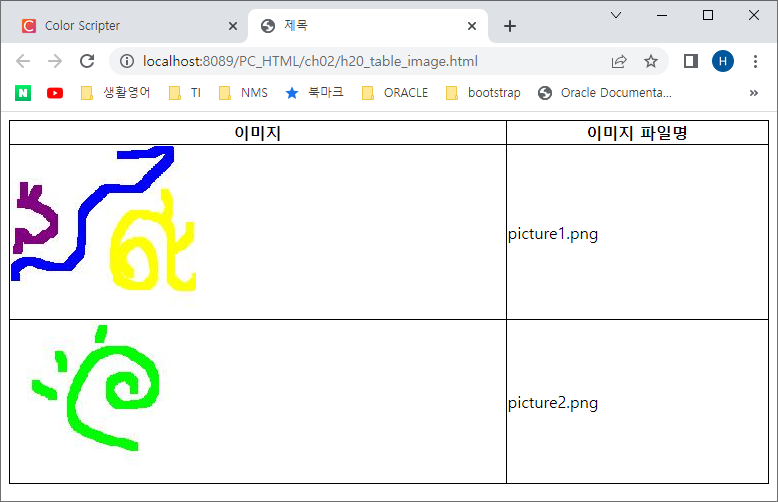 Color Scripter
제목
localhost:8089/PC_HTML/ch02/h20_table_image.html
H
N
생활영어
TI
NMS
북마크
ORACLE
bootstrap
Oracle Documenta...
이미지
이미지 파일명
picture1.png
picture2.png